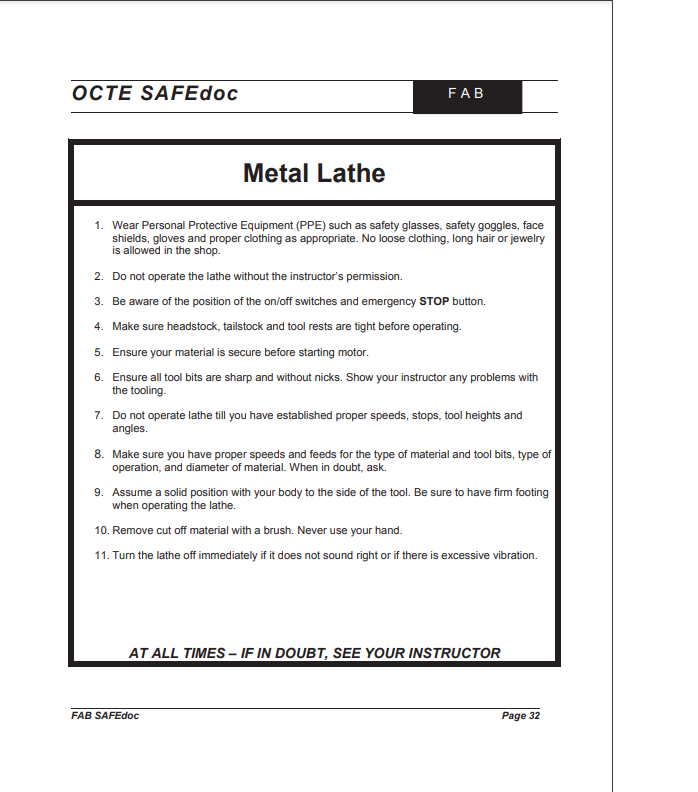 OCTE SAFEdoc
FAB
Metal Lathe
1. Wear Personal Protective Equipment (PPE) such as safety glasses, safety goggles, face
shields, gloves and proper clothing as appropriate. No loose clothing, long hair or jewelry
is allowed in the shop.
2. Do not operate the lathe without the instructor's permission.
3. Be aware of the position of the on/off switches and emergency STOP button.
4. Make sure headstock, tailstock and tool rests are tight before operating.
5. Ensure your material is secure before starting motor.
6. Ensure all tool bits are sharp and without nicks. Show your instructor any problems with
the tooling.
7. Do not operate lathe till you have established proper speeds, stops, tool heights and
angles.
8. Make sure you have proper speeds and feeds for the type of material and tool bits, type of
operation, and diameter of material. When in doubt, ask.
9. Assume a solid position with your body to the side of the tool. Be sure to have firm footing
when operating the lathe.
10. Remove cut off material with a brush. Never use your hand.
11. Turn the lathe off immediately if it does not sound right or if there is excessive vibration.
AT ALL TIMES – IF IN DOUBT, SEE YOUR INSTRUCTOR
FAB SAFEdoc
Page 32